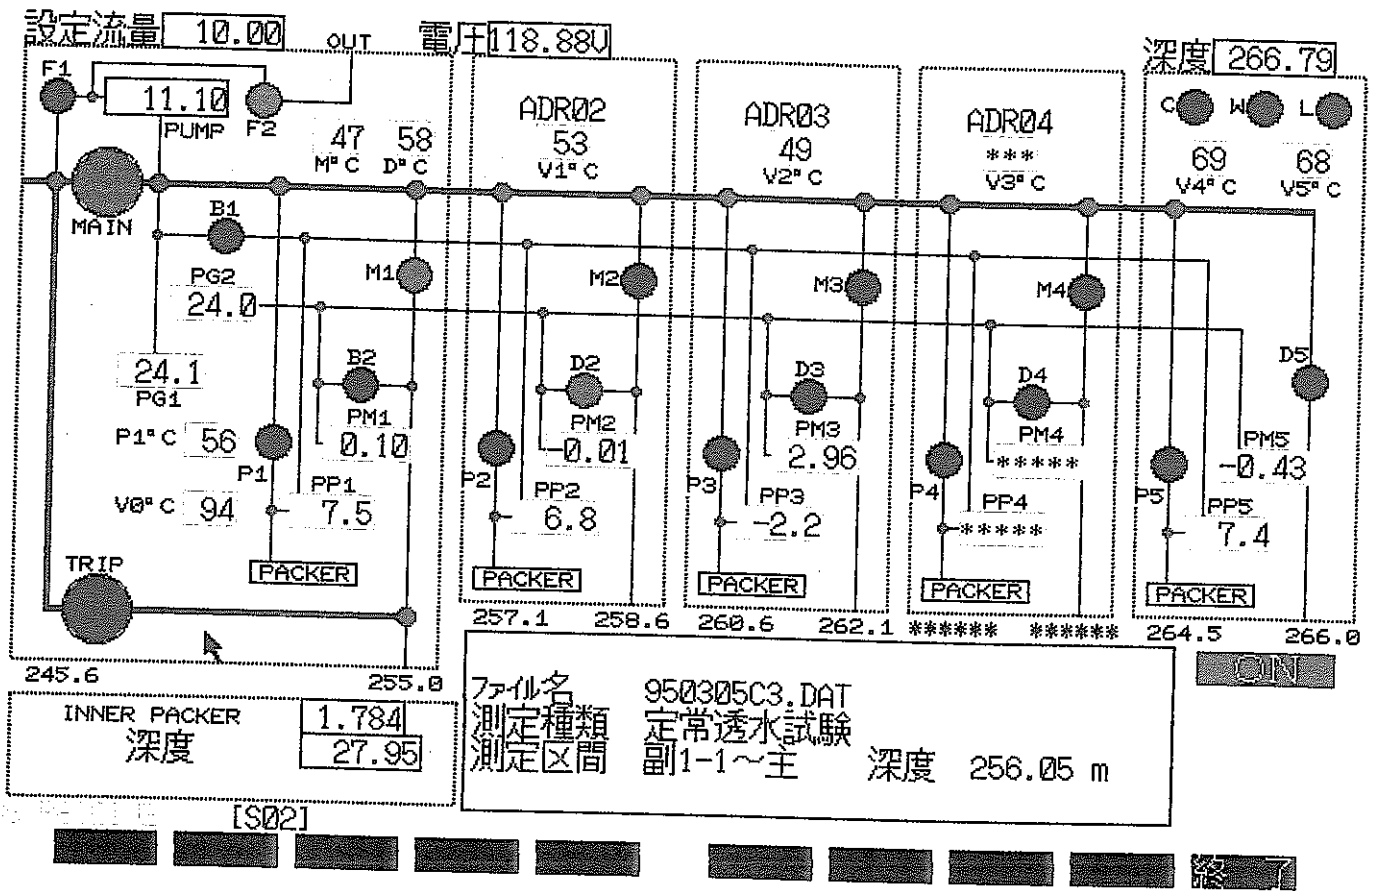 設定流量 10.00
OUT
電圧 118.88V
深度 266.79
F1
11.10
PUMP
F2
47 58
M°C D°C
ADR02
53
V1°C
ADR03
49
V2°C
ADR04
***
V3°C
C W L
69 68
V4°C V5°C
MAIN
B1
PG2
24.0
M1
M2
M3
M4
24.1
PG1
B2
D2
D3
D4
D5
P1°C 56
P1
PM1
0.10
PM2
-0.01
PM3
2.96
PM4
*****
PM5
-0.43
V0°C 94
PP1
7.5
P2
PP2
6.8
P3
PP3
-2.2
P4
PP4
*****
P5
PP5
7.4
TRIP
PACKER
PACKER
PACKER
PACKER
PACKER
245.6 255.0
257.1 258.6
260.6 262.1
****** ******
264.5 266.0
ON
INNER PACKER 1.784
深度 27.95
ファイル名 950305C3.DAT
測定種類 定常透水試験
測定区間 副1-1～主 深度 256.05 m
[S02]
終 了